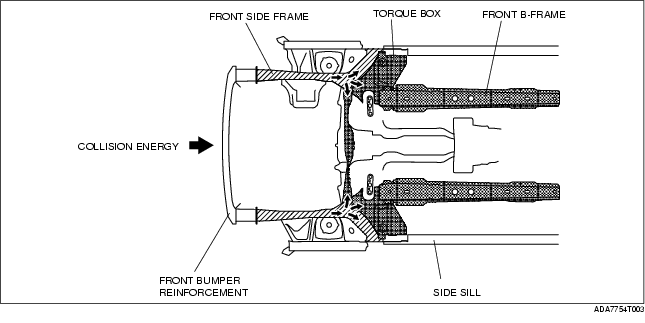 FRONT SIDE FRAME
TORQUE BOX
FRONT B-FRAME
COLLISION ENERGY
FRONT BUMPER
REINFORCEMENT
SIDE SILL
ADA7754T003